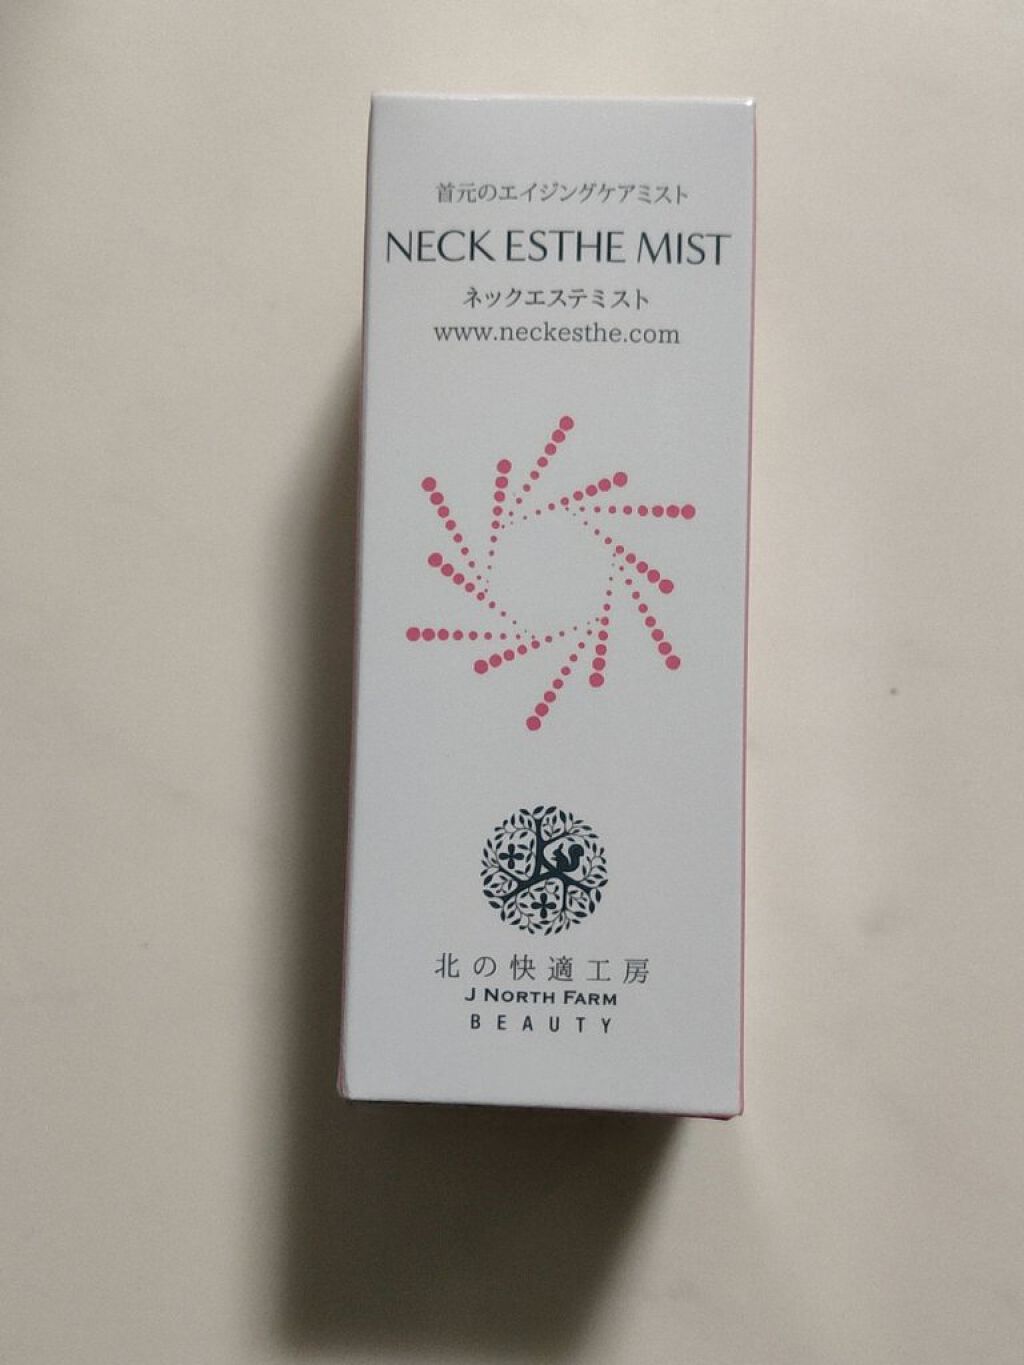 首元のエイジングケアミスト
NECK ESTHE MIST
ネックエステミスト
www.neckesthe.com
北の快適工房
J NORTH FARM
BEAUTY